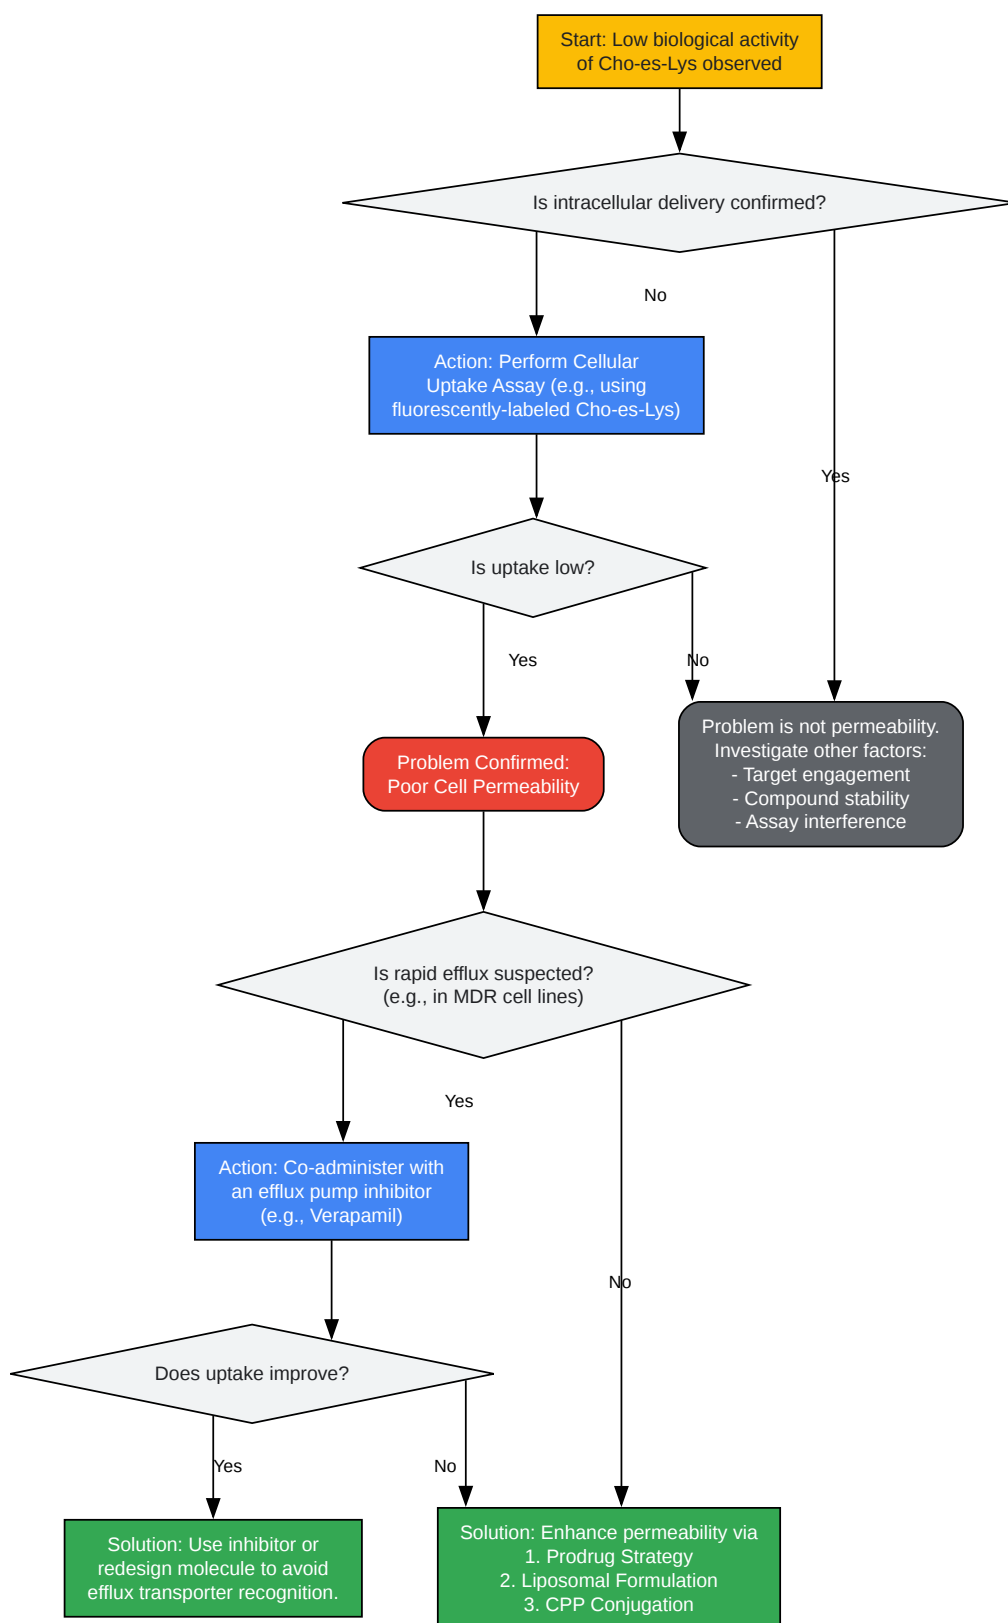 Start: Low biological activity
of Cho-es-Lys observed
Is intracellular delivery confirmed?
No
Action: Perform Cellular
Uptake Assay (e.g., using
fluorescently-labeled Cho-es-Lys)
Yes
Is uptake low?
Yes
No
Problem is not permeability.
Investigate other factors:
- Target engagement
- Compound stability
- Assay interference
Problem Confirmed:
Poor Cell Permeability
Is rapid efflux suspected?
(e.g., in MDR cell lines)
Yes
Action: Co-administer with
an efflux pump inhibitor
(e.g., Verapamil)
No
Does uptake improve?
Yes
No
Solution: Use inhibitor or
redesign molecule to avoid
efflux transporter recognition.
Solution: Enhance permeability via
1. Prodrug Strategy
2. Liposomal Formulation
3. CPP Conjugation